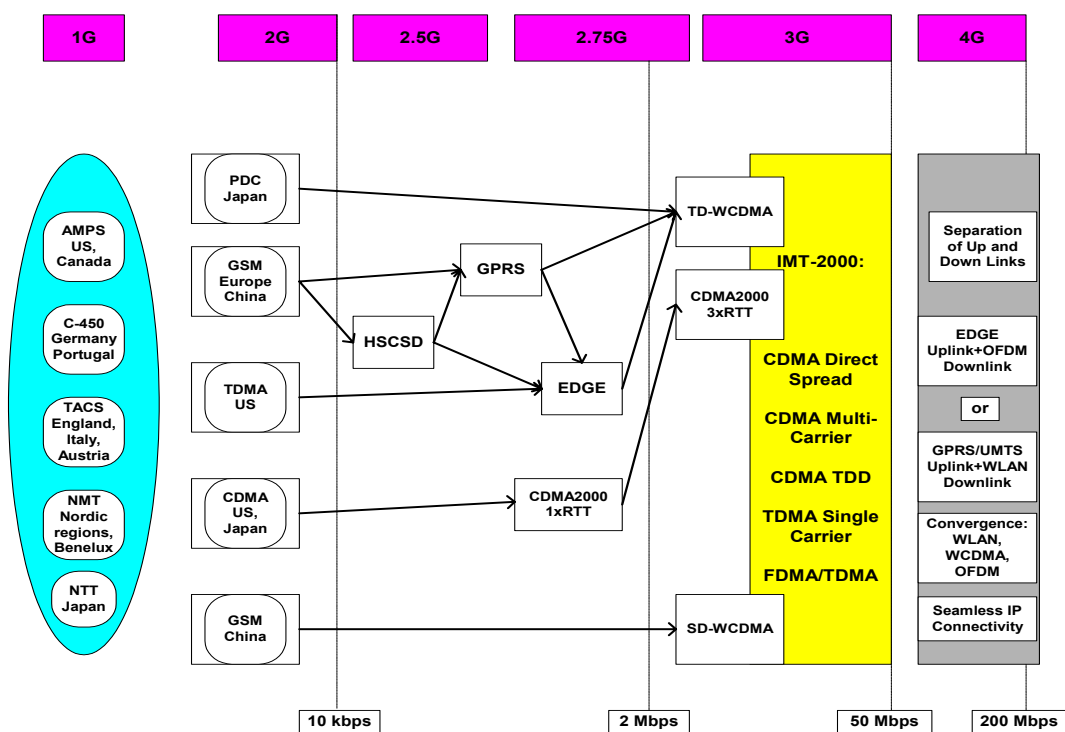 1G
2G
2.5G
2.75G
3G
4G
AMPS
US,
Canada
C-450
Germany
Portugal
TACS
England,
Italy,
Austria
NMT
Nordic
regions,
Benelux
NTT
Japan
PDC
Japan
GSM
Europe
China
TDMA
US
CDMA
US,
Japan
GSM
China
HSCSD
GPRS
EDGE
CDMA2000
1xRTT
TD-WCDMA
CDMA2000
3xRTT
SD-WCDMA
IMT-2000:
CDMA Direct
Spread
CDMA Multi-
Carrier
CDMA TDD
TDMA Single
Carrier
FDMA/TDMA
Separation
of Up and
Down Links
EDGE
Uplink+OFDM
Downlink
or
GPRS/UMTS
Uplink+WLAN
Downlink
Convergence:
WLAN,
WCDMA,
OFDM
Seamless IP
Connectivity
10 kbps
2 Mbps
50 Mbps
200 Mbps